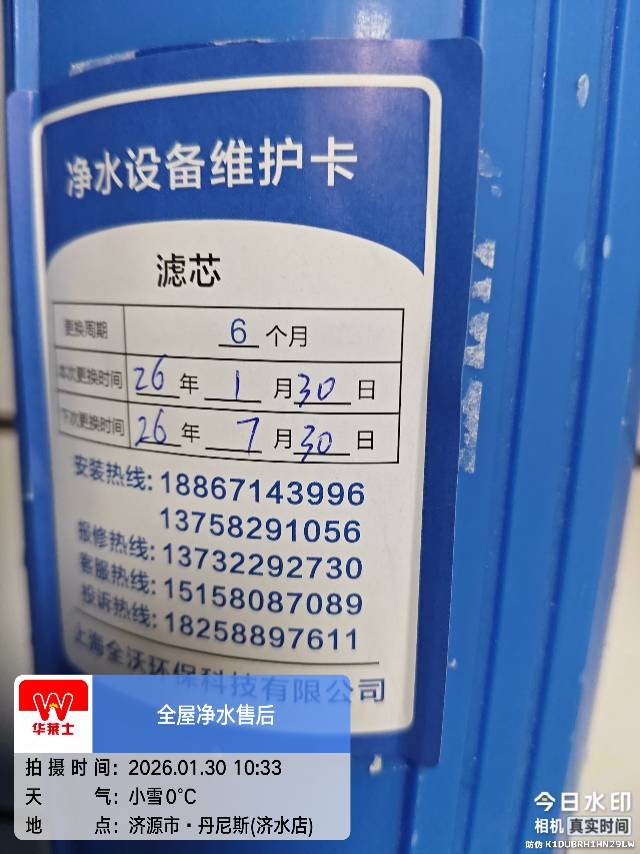 净水设备维护卡
滤芯
更换周期 6 个月
本次更换时间 26 年 1 月 30 日
下次更换时间 26 年 7 月 30 日
安装热线: 18867143996
13758291056
报修热线: 13732292730
客服热线: 15158087089
投诉热线: 18258897611
上海全沃环保科技有限公司
华莱士
全屋净水售后
拍摄时间: 2026.01.30 10:33
天气: 小雪0℃
地点: 济源市·丹尼斯(济水店)
今日水印
相机 真实时间
防伪 K1DUBRH1HNZ9LW